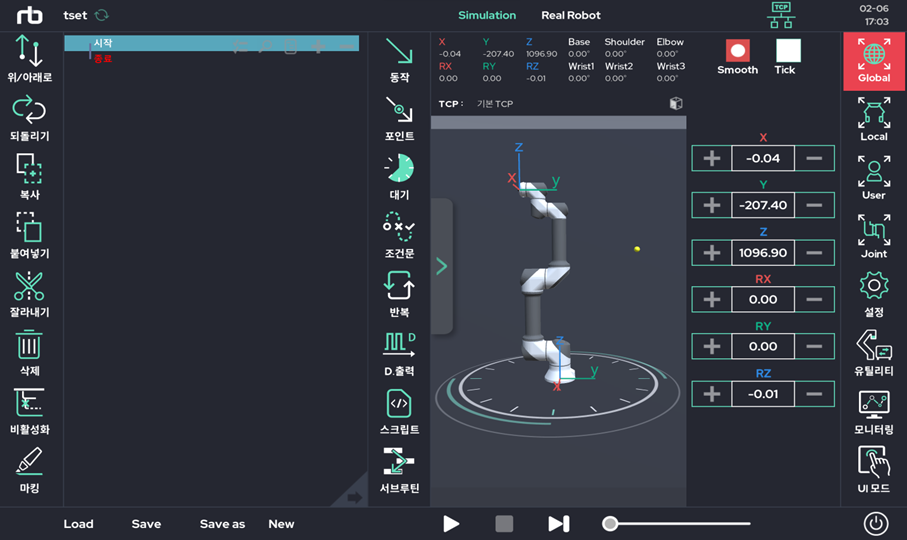 rb
tset
Simulation
Real Robot
TCP
02-06
17:03
위/아래로
되돌리기
복사
붙여넣기
잘라내기
삭제
비활성화
마킹
시작
종료
동작
포인트
대기
조건문
반복
D
D.출력
스크립트
서브루틴
X Y Z Base Shoulder Elbow
-0.04 -207.40 1096.90 0.00° 0.00° 0.00°
RX RY RZ Wrist1 Wrist2 Wrist3
0.00 0.00 -0.01 0.00° 0.00° 0.00°
Smooth
Tick
TCP : 기본 TCP
Z
X
y
Z
y
X
X
-0.04
Y
-207.40
Z
1096.90
RX
0.00
RY
0.00
RZ
-0.01
Global
Local
User
Joint
설정
유틸리티
모니터링
UI 모드
Load Save Save as New